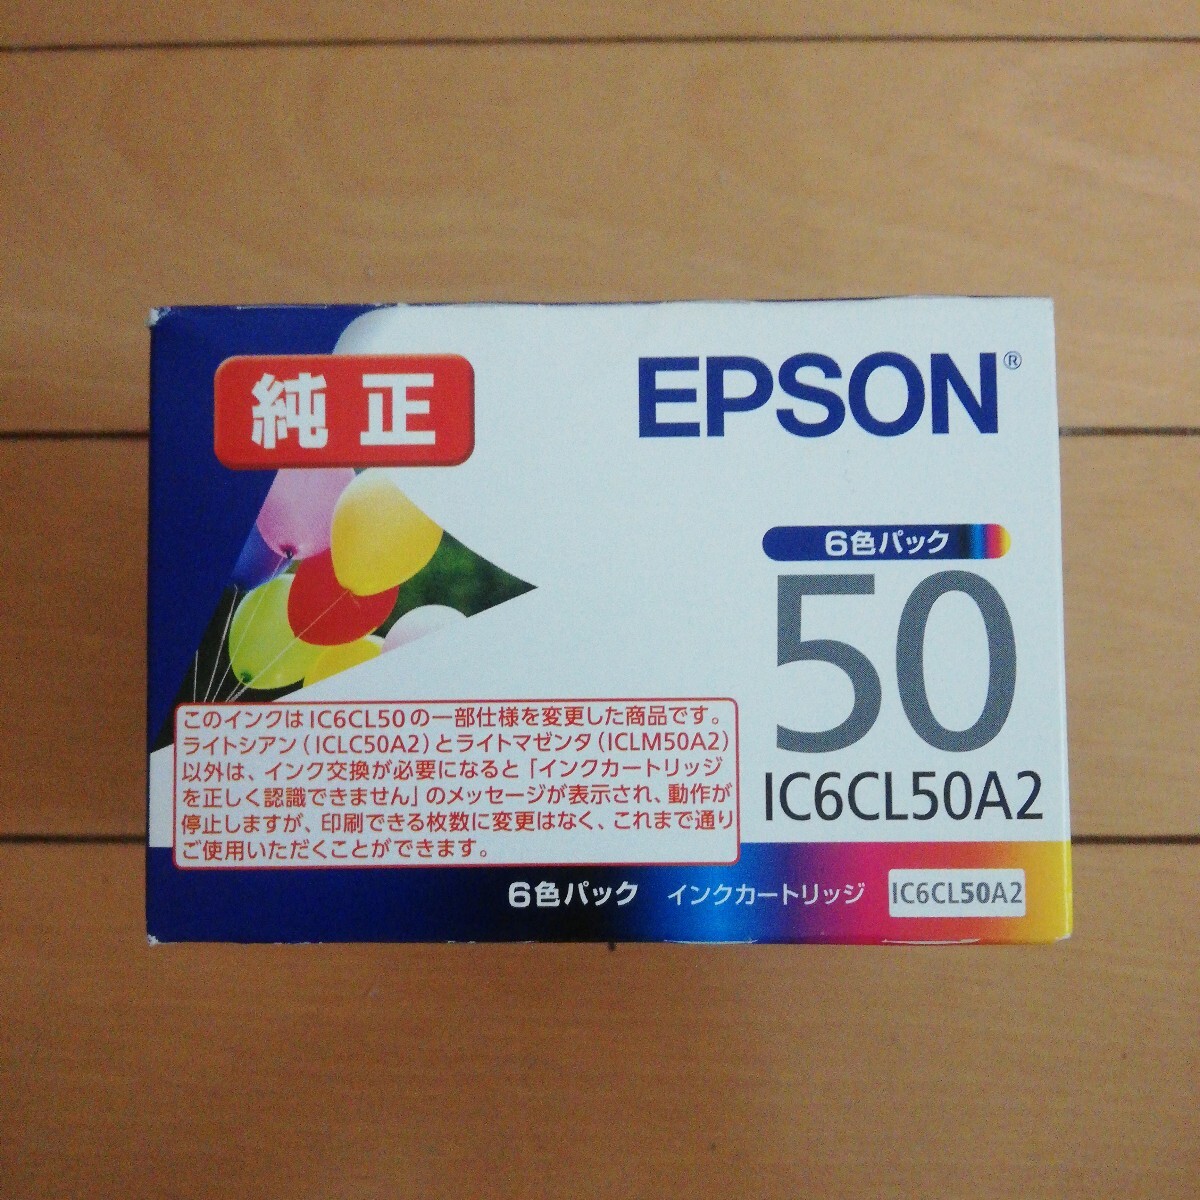 純正
EPSON®
6色パック
50
IC6CL50A2
このインクはIC6CL50の一部仕様を変更した商品です。
ライトシアン(ICLC50A2)とライトマゼンタ(ICLM50A2)
以外は、インク交換が必要になると「インクカートリッジ
を正しく認識できません」のメッセージが表示され、動作が
停止しますが、印刷できる枚数に変更はなく、これまで通り
ご使用いただくことができます。
6色パック インクカートリッジ IC6CL50A2